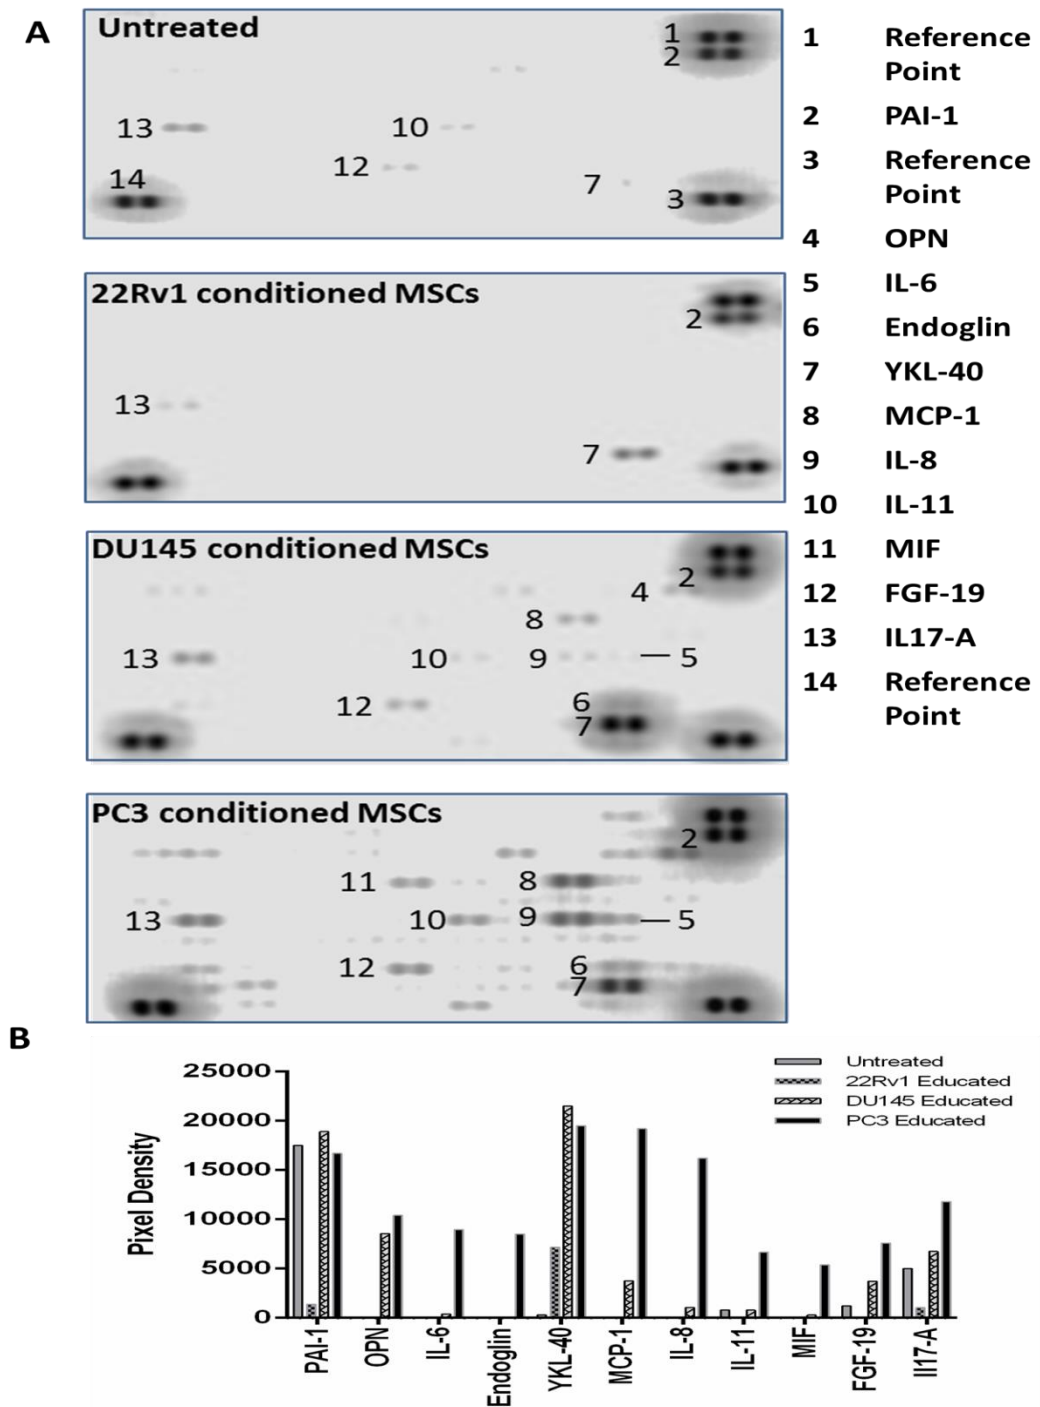 A
Untreated
1
2
13
10
12
14
7
3
22Rv1 conditioned MSCs
2
13
7
DU145 conditioned MSCs
2
4
8
13
10
9
5
12
6
7
PC3 conditioned MSCs
2
11
8
13
10
9
5
12
6
7
1 Reference
Point
2 PAI-1
3 Reference
Point
4 OPN
5 IL-6
6 Endoglin
7 YKL-40
8 MCP-1
9 IL-8
10 IL-11
11 MIF
12 FGF-19
13 IL17-A
14 Reference
Point
B
Pixel Density
25000
20000
15000
10000
5000
0
Untreated
22Rv1 Educated
DU145 Educated
PC3 Educated
PAI-1
OPN
IL-6
Endoglin
YKL-40
MCP-1
IL-8
IL-11
MIF
FGF-19
Il17-A